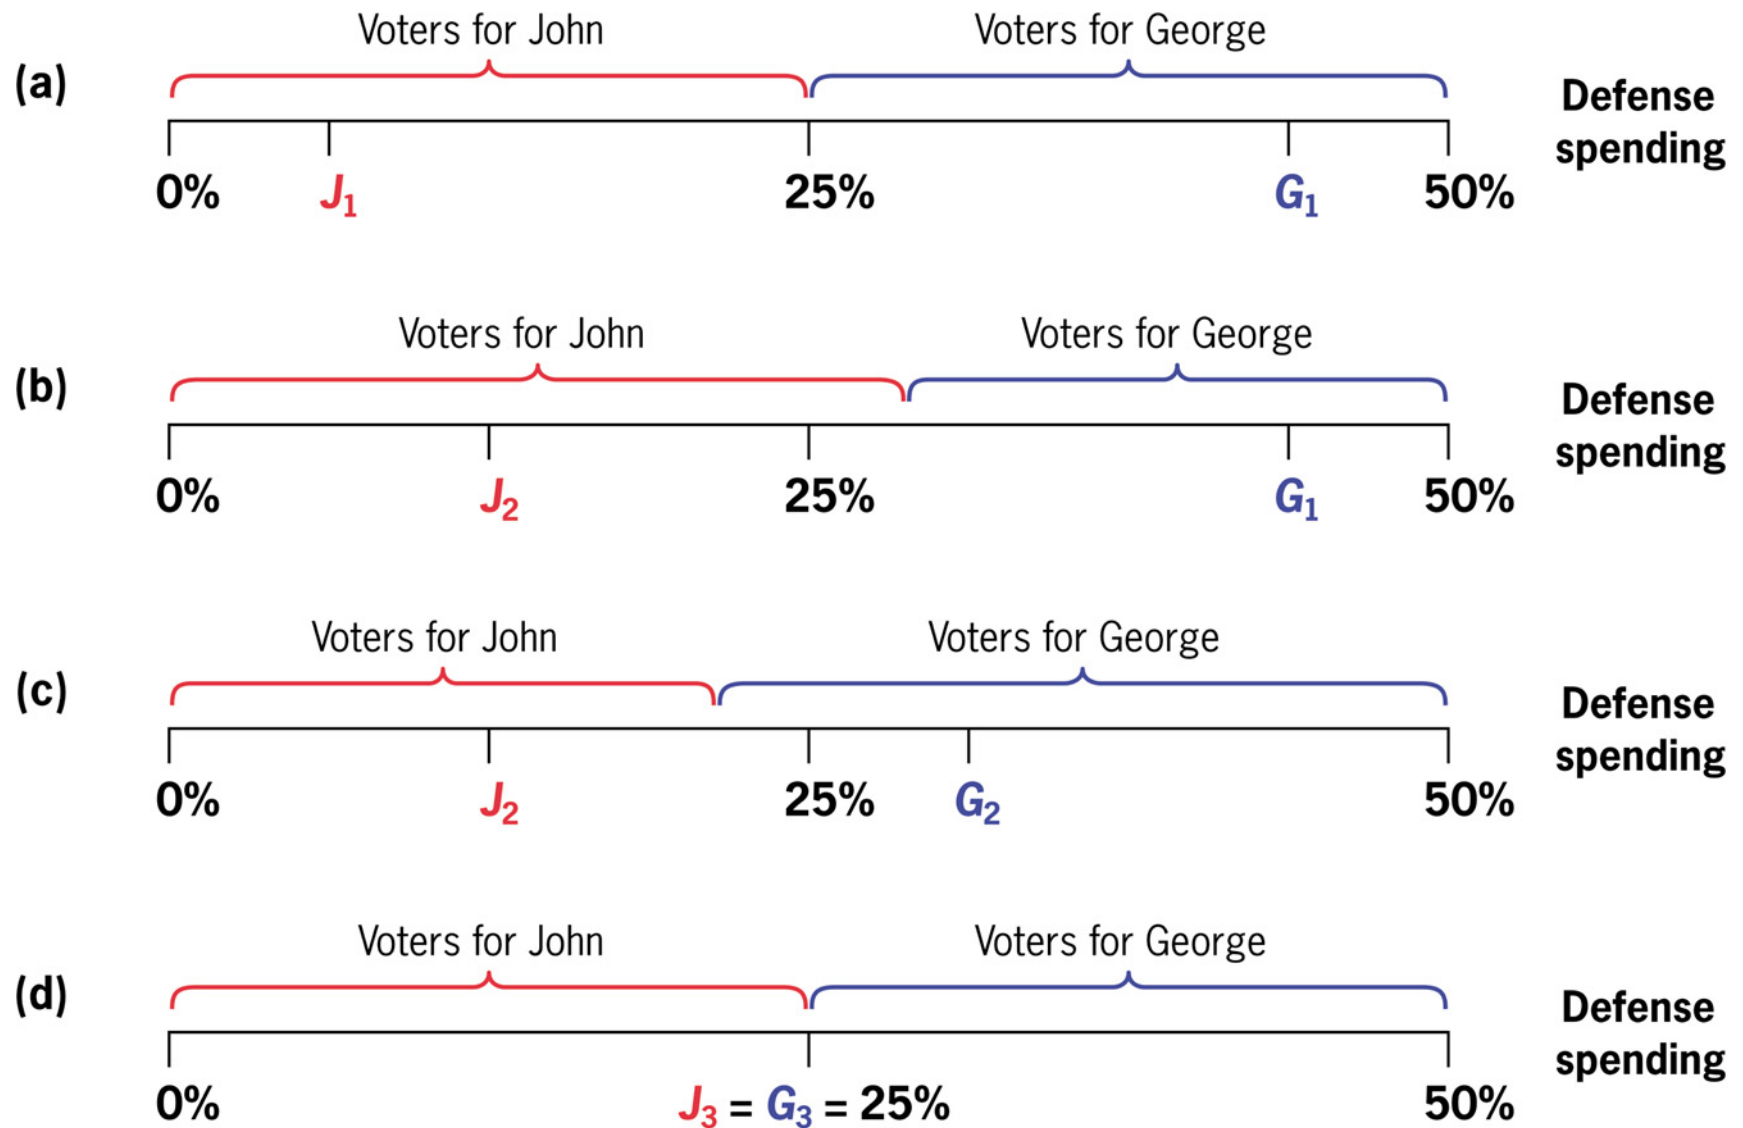 Voters for John Voters for George
(a) Defense
spending
0% J1 25% G1 50%
Voters for John Voters for George
(b) Defense
spending
0% J2 25% G1 50%
Voters for John Voters for George
(c) Defense
spending
0% J2 25% G2 50%
Voters for John Voters for George
(d) Defense
spending
0% J3 = G3 = 25% 50%